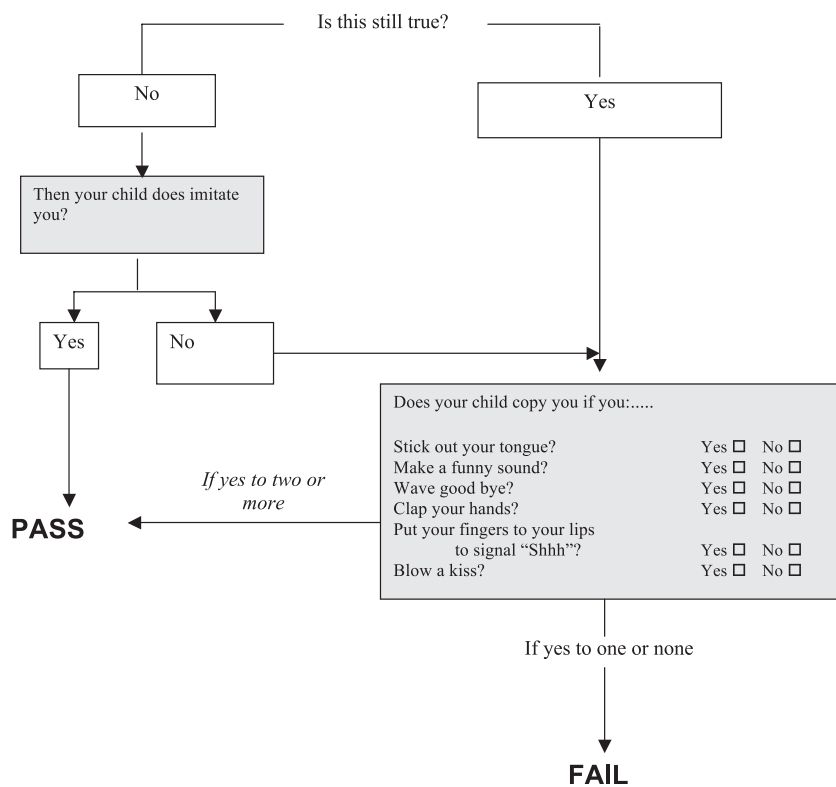 Is this still true?
No
Yes
Then your child does imitate
you?
Yes
No
Does your child copy you if you:.....
Stick out your tongue? Yes □ No □
Make a funny sound? Yes □ No □
Wave good bye? Yes □ No □
Clap your hands? Yes □ No □
Put your fingers to your lips
to signal “Shhh”? Yes □ No □
Blow a kiss? Yes □ No □
If yes to two or
more
PASS
If yes to one or none
FAIL